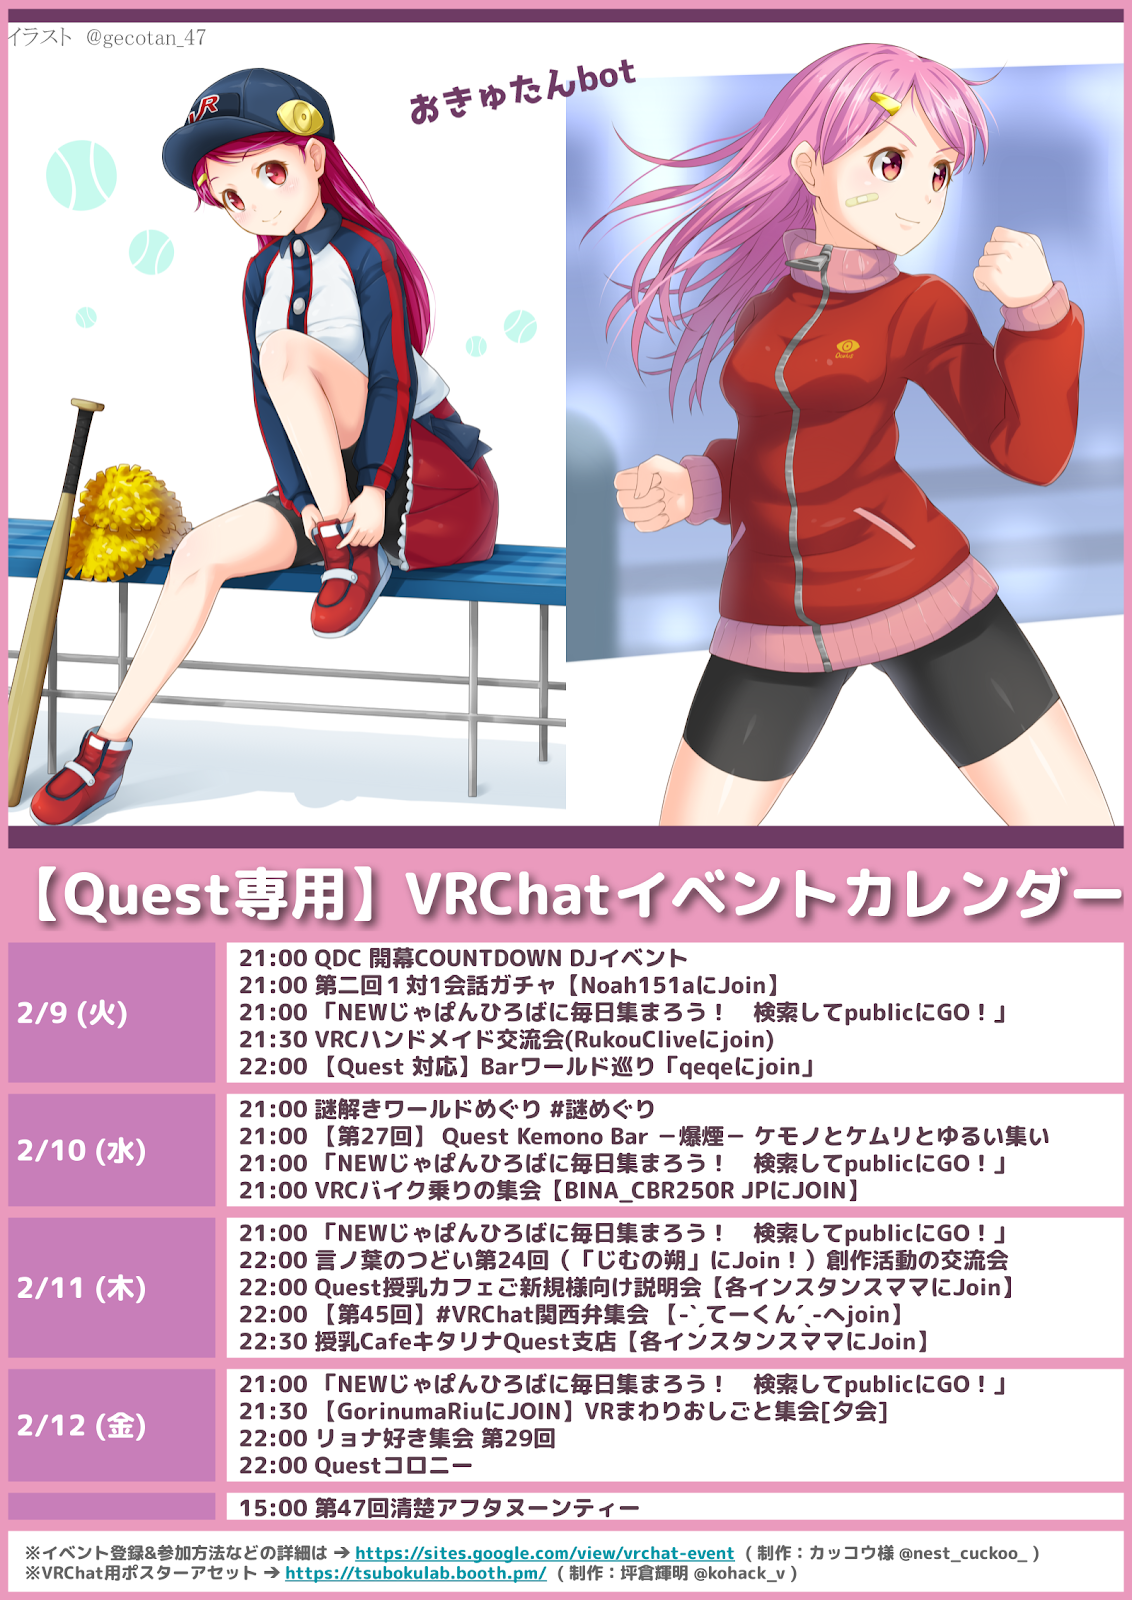 イラスト @gecotan_47
おきゅたんbot
VR
Quest
【Quest専用】VRChatイベントカレンダー
2/9 (火)
21:00 QDC 開幕COUNTDOWN DJイベント
21:00 第二回１対1会話ガチャ【Noah151aにJoin】
21:00 「NEWじゃぱんひろばに毎日集まろう！　検索してpublicにGO！」
21:30 VRCハンドメイド交流会(RukouCliveにjoin)
22:00 【Quest 対応】Barワールド巡り「qeqeにjoin」
2/10 (水)
21:00 謎解きワールドめぐり #謎めぐり
21:00 【第27回】 Quest Kemono Bar －爆煙－ ケモノとケムリとゆるい集い
21:00 「NEWじゃぱんひろばに毎日集まろう！　検索してpublicにGO！」
21:00 VRCバイク乗りの集会【BINA_CBR250R JPにJOIN】
2/11 (木)
21:00 「NEWじゃぱんひろばに毎日集まろう！　検索してpublicにGO！」
22:00 言ノ葉のつどい第24回（「じむの朔」にJoin！）創作活動の交流会
22:00 Quest授乳カフェご新規様向け説明会【各インスタンスママにJoin】
22:00 【第45回】#VRChat関西弁集会 【-ˋˏてーくんˊˎ-へjoin】
22:30 授乳CafeキタリナQuest支店【各インスタンスママにJoin】
2/12 (金)
21:00 「NEWじゃぱんひろばに毎日集まろう！　検索してpublicにGO！」
21:30 【GorinumaRiuにJOIN】VRまわりおしごと集会[夕会]
22:00 リョナ好き集会 第29回
22:00 Questコロニー
15:00 第47回清楚アフタヌーンティー
※イベント登録&参加方法などの詳細は ➔ https://sites.google.com/view/vrchat-event （ 制作：カッコウ様 @nest_cuckoo_ ）
※VRChat用ポスターアセット ➔ https://tsubokulab.booth.pm/ （ 制作：坪倉輝明 @kohack_v ）